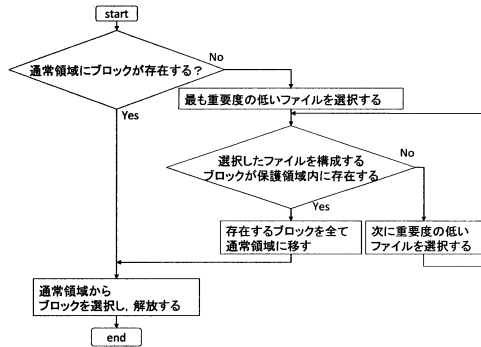 start
通常領域にブロックが存在する？
No
最も重要度の低いファイルを選択する
Yes
選択したファイルを構成する
ブロックが保護領域内に存在する
No
Yes
存在するブロックを全て
通常領域に移す
次に重要度の低い
ファイルを選択する
通常領域から
ブロックを選択し，解放する
end